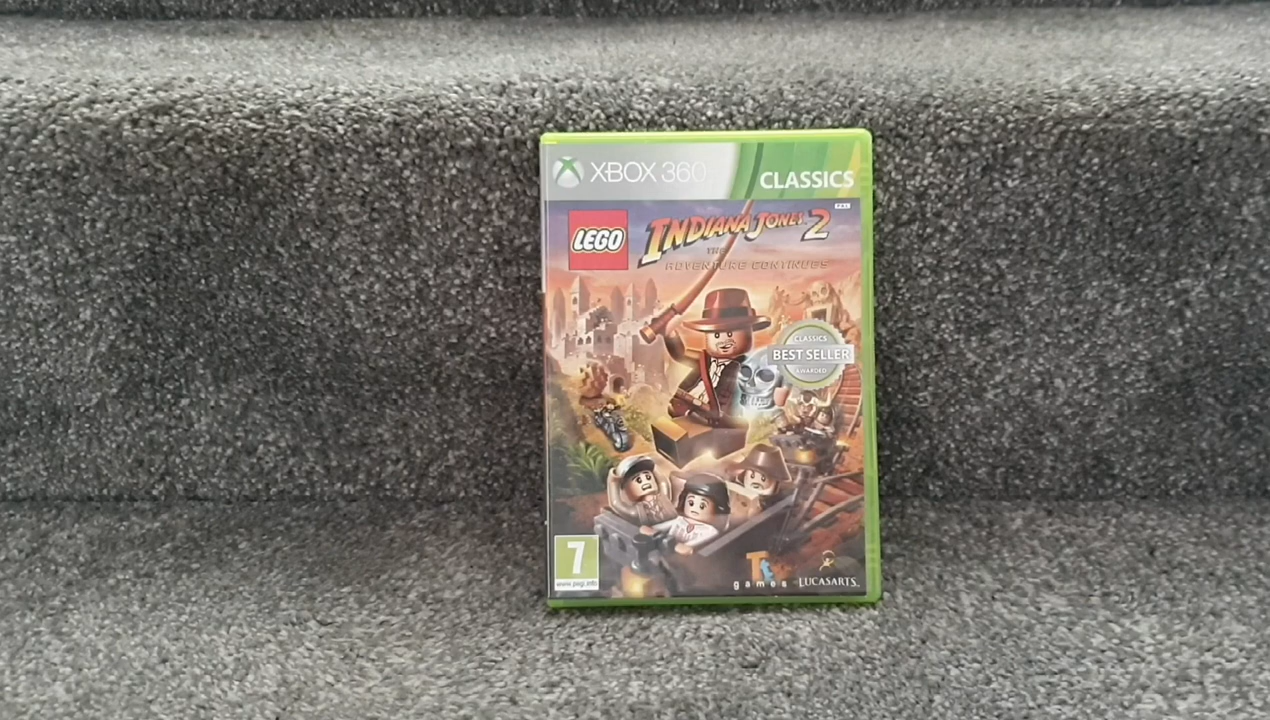 XBOX 360
CLASSICS
PAL
LEGO
INDIANA JONES 2
THE
ADVENTURE CONTINUES
CLASSICS
BEST SELLER
AWARDED
7
www.pegi.info
Tt
games
LUCASARTS